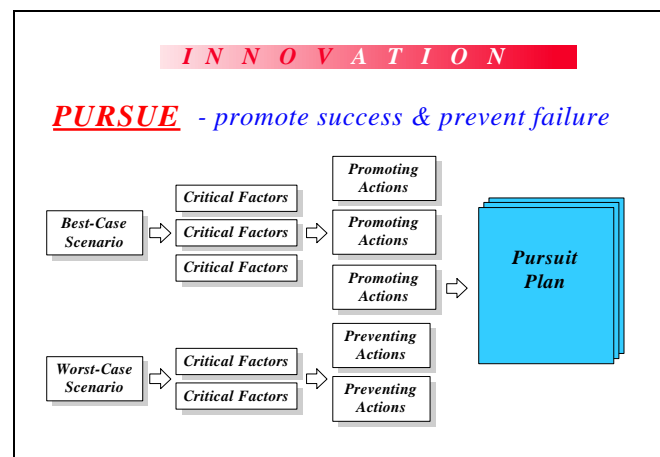 I N N O V A T I O N
PURSUE - promote success & prevent failure
Best-Case
Scenario
Critical Factors
Critical Factors
Critical Factors
Promoting
Actions
Promoting
Actions
Promoting
Actions
Pursuit
Plan
Worst-Case
Scenario
Critical Factors
Critical Factors
Preventing
Actions
Preventing
Actions